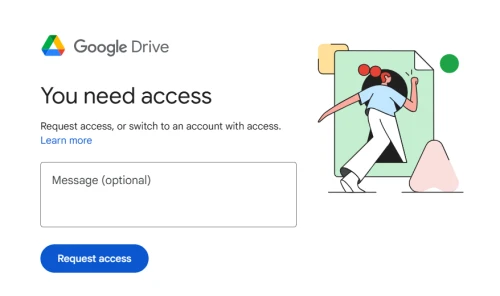 Google Drive
You need access
Request access, or switch to an account with access.
Learn more
Message (optional)
Request access